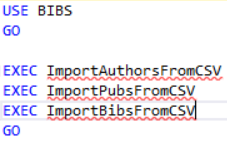 USE BIBS
GO
EXEC ImportAuthorsFromCSV
EXEC ImportPubsFromCSV
EXEC ImportBibsFromCSV
GO